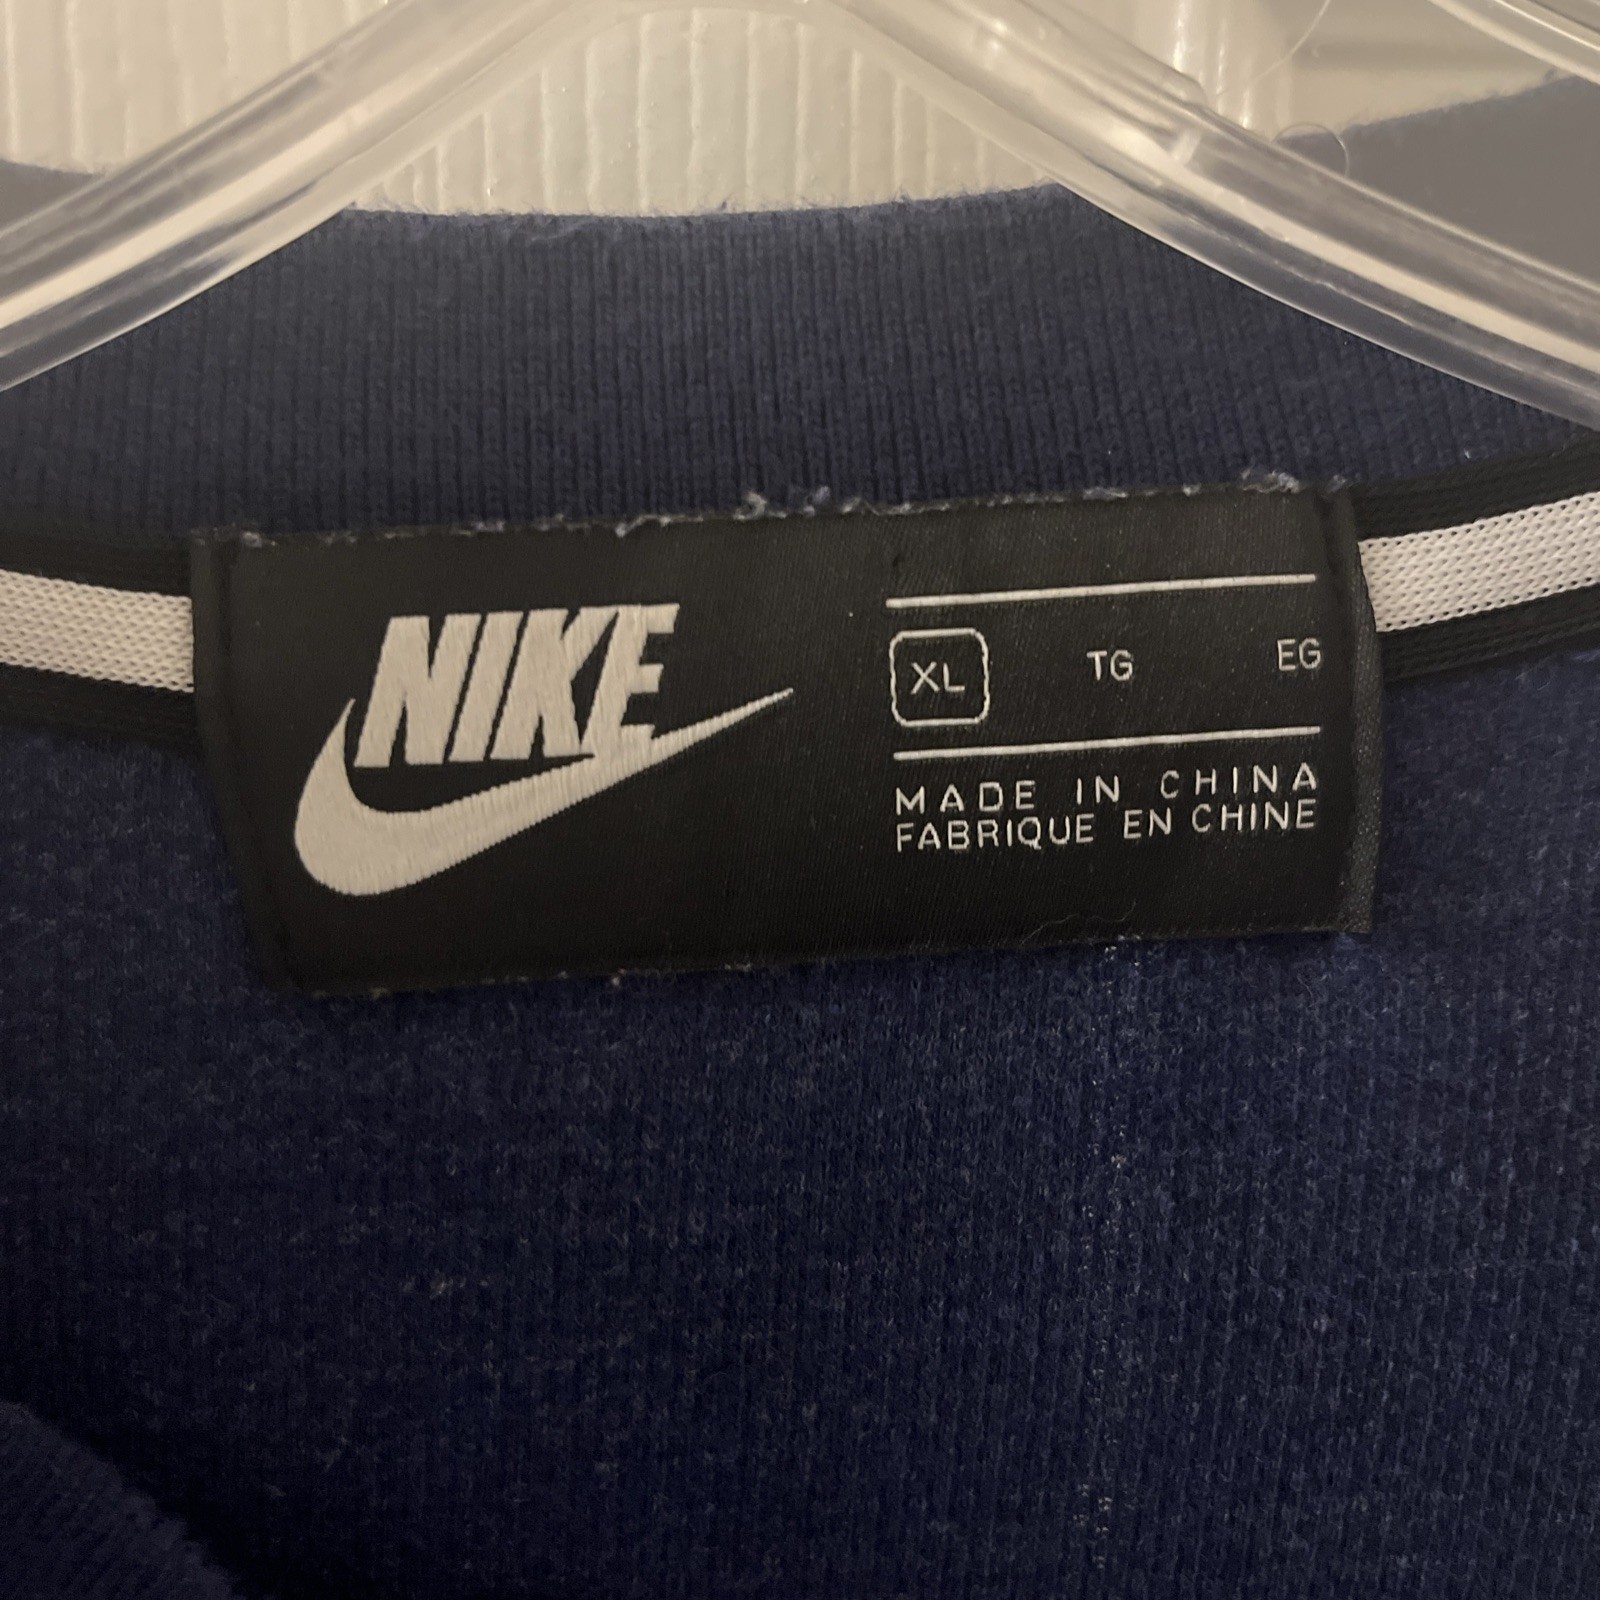 NIKE
XL TG EG
MADE IN CHINA
FABRIQUE EN CHINE